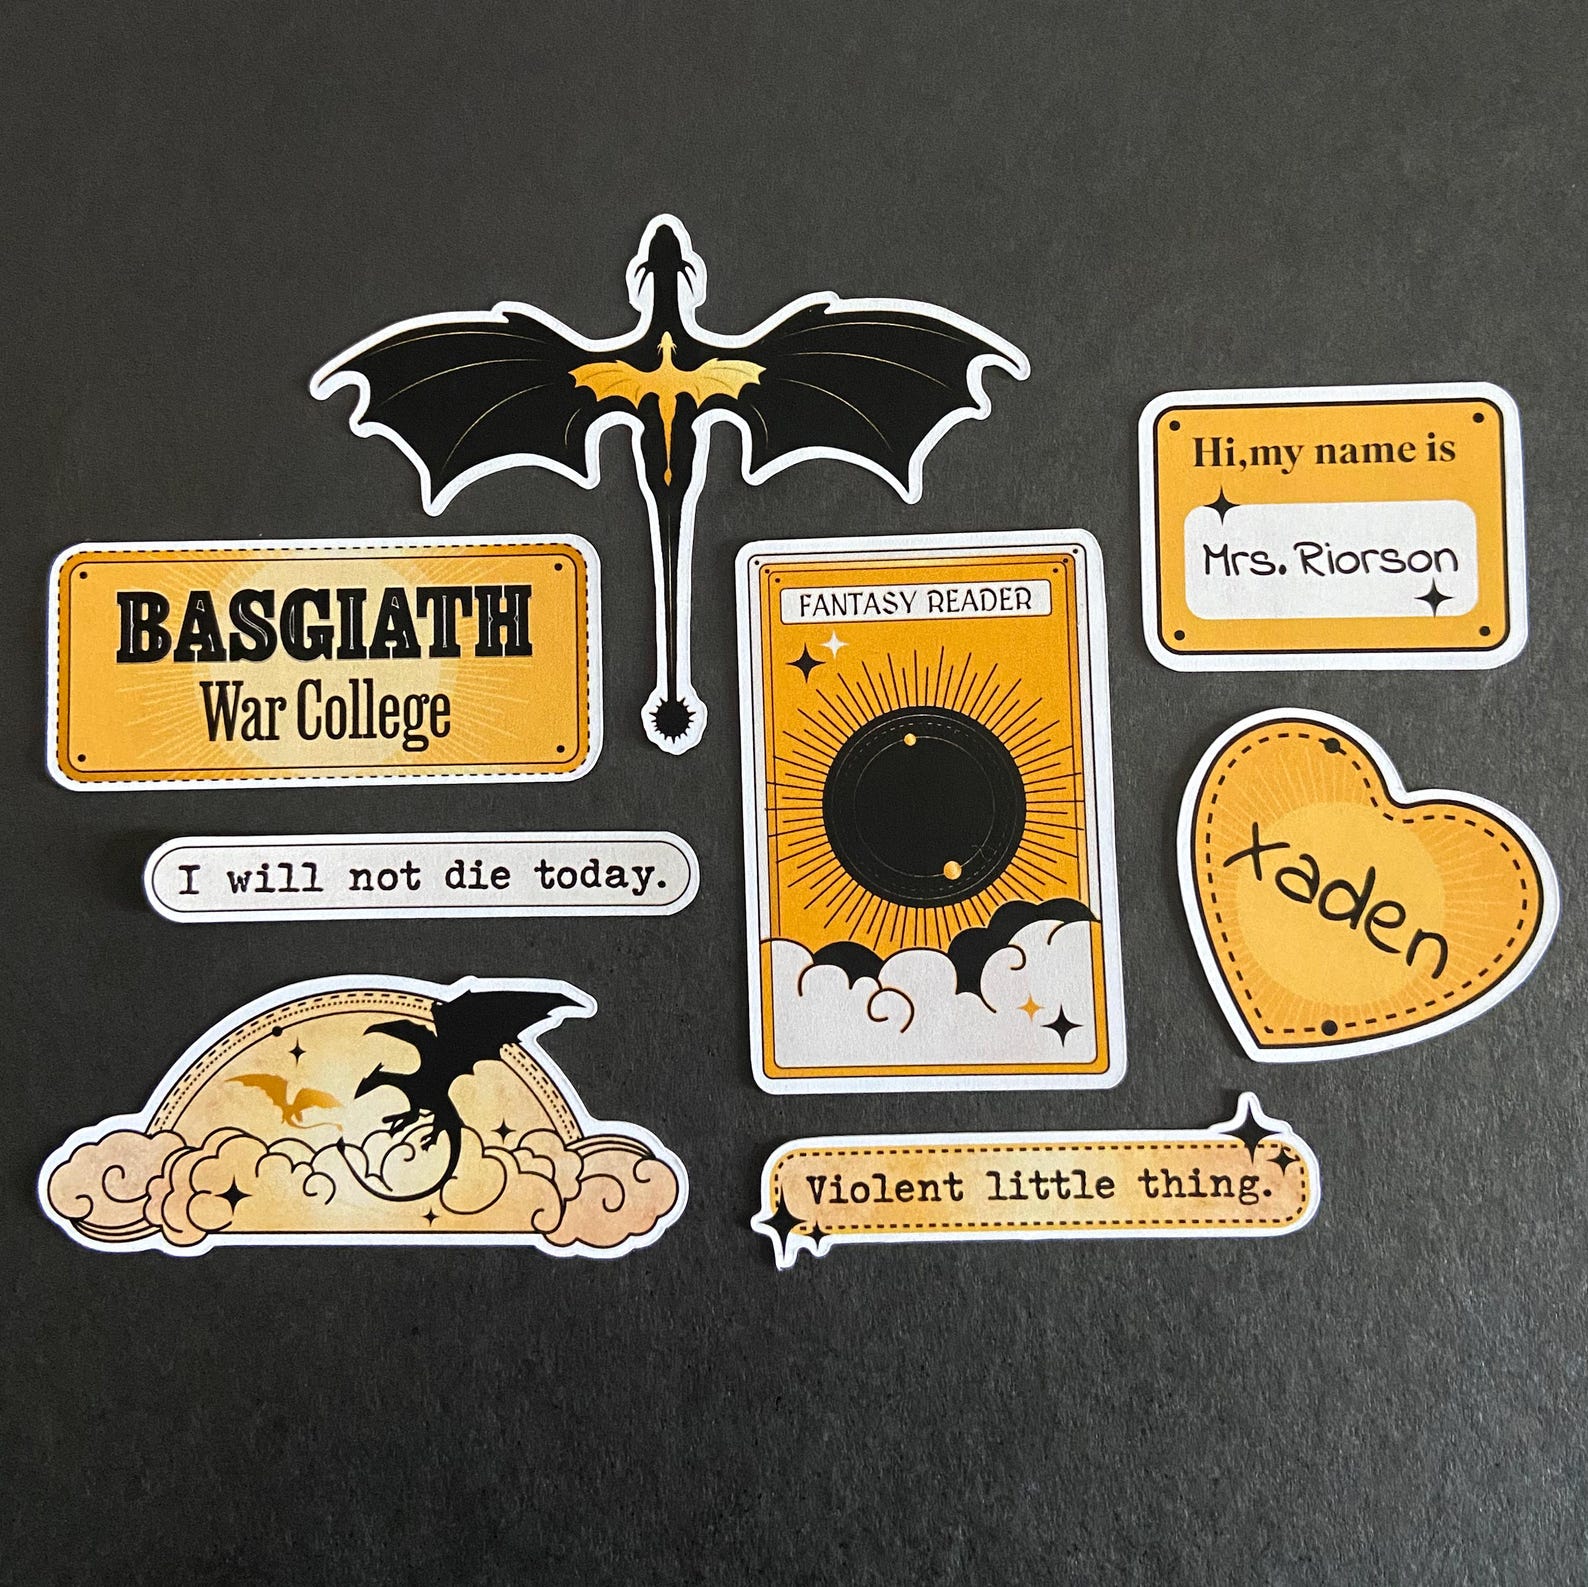 BASGIATH
War College
I will not die today.
FANTASY READER
Hi,my name is
Mrs. Riorson
xaden
Violent little thing.